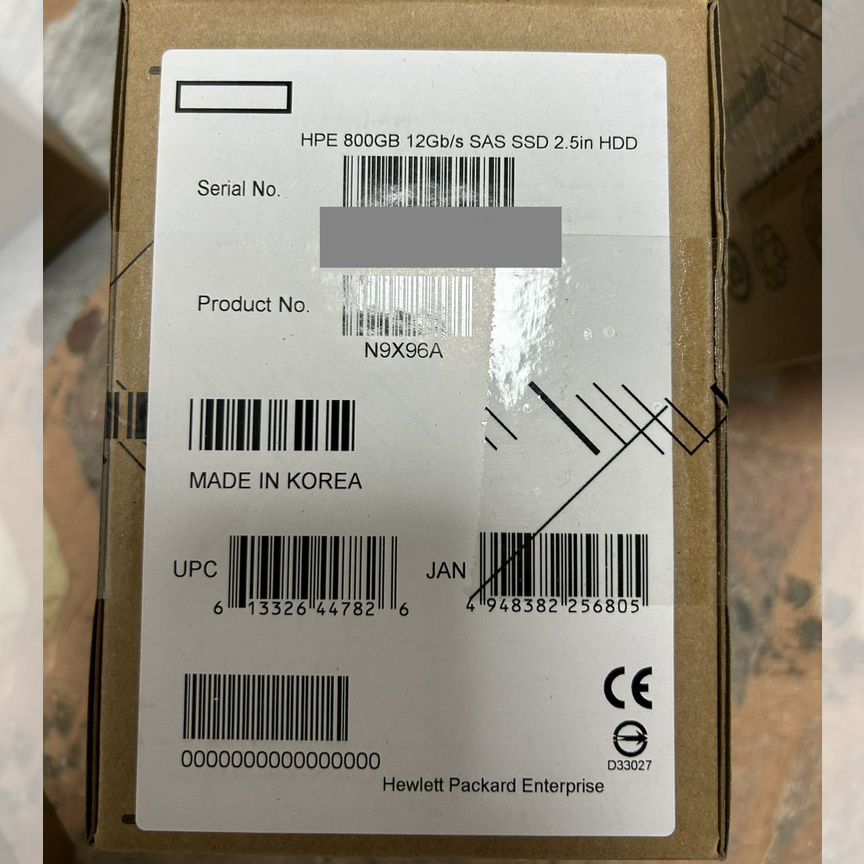 HPE 800GB 12Gb/s SAS SSD 2.5in HDD
Serial No.
Product No.
N9X96A
MADE IN KOREA
UPC
6 13326 44782 6
JAN
4 948382 256805
0000000000000000
CE
D33027
Hewlett Packard Enterprise